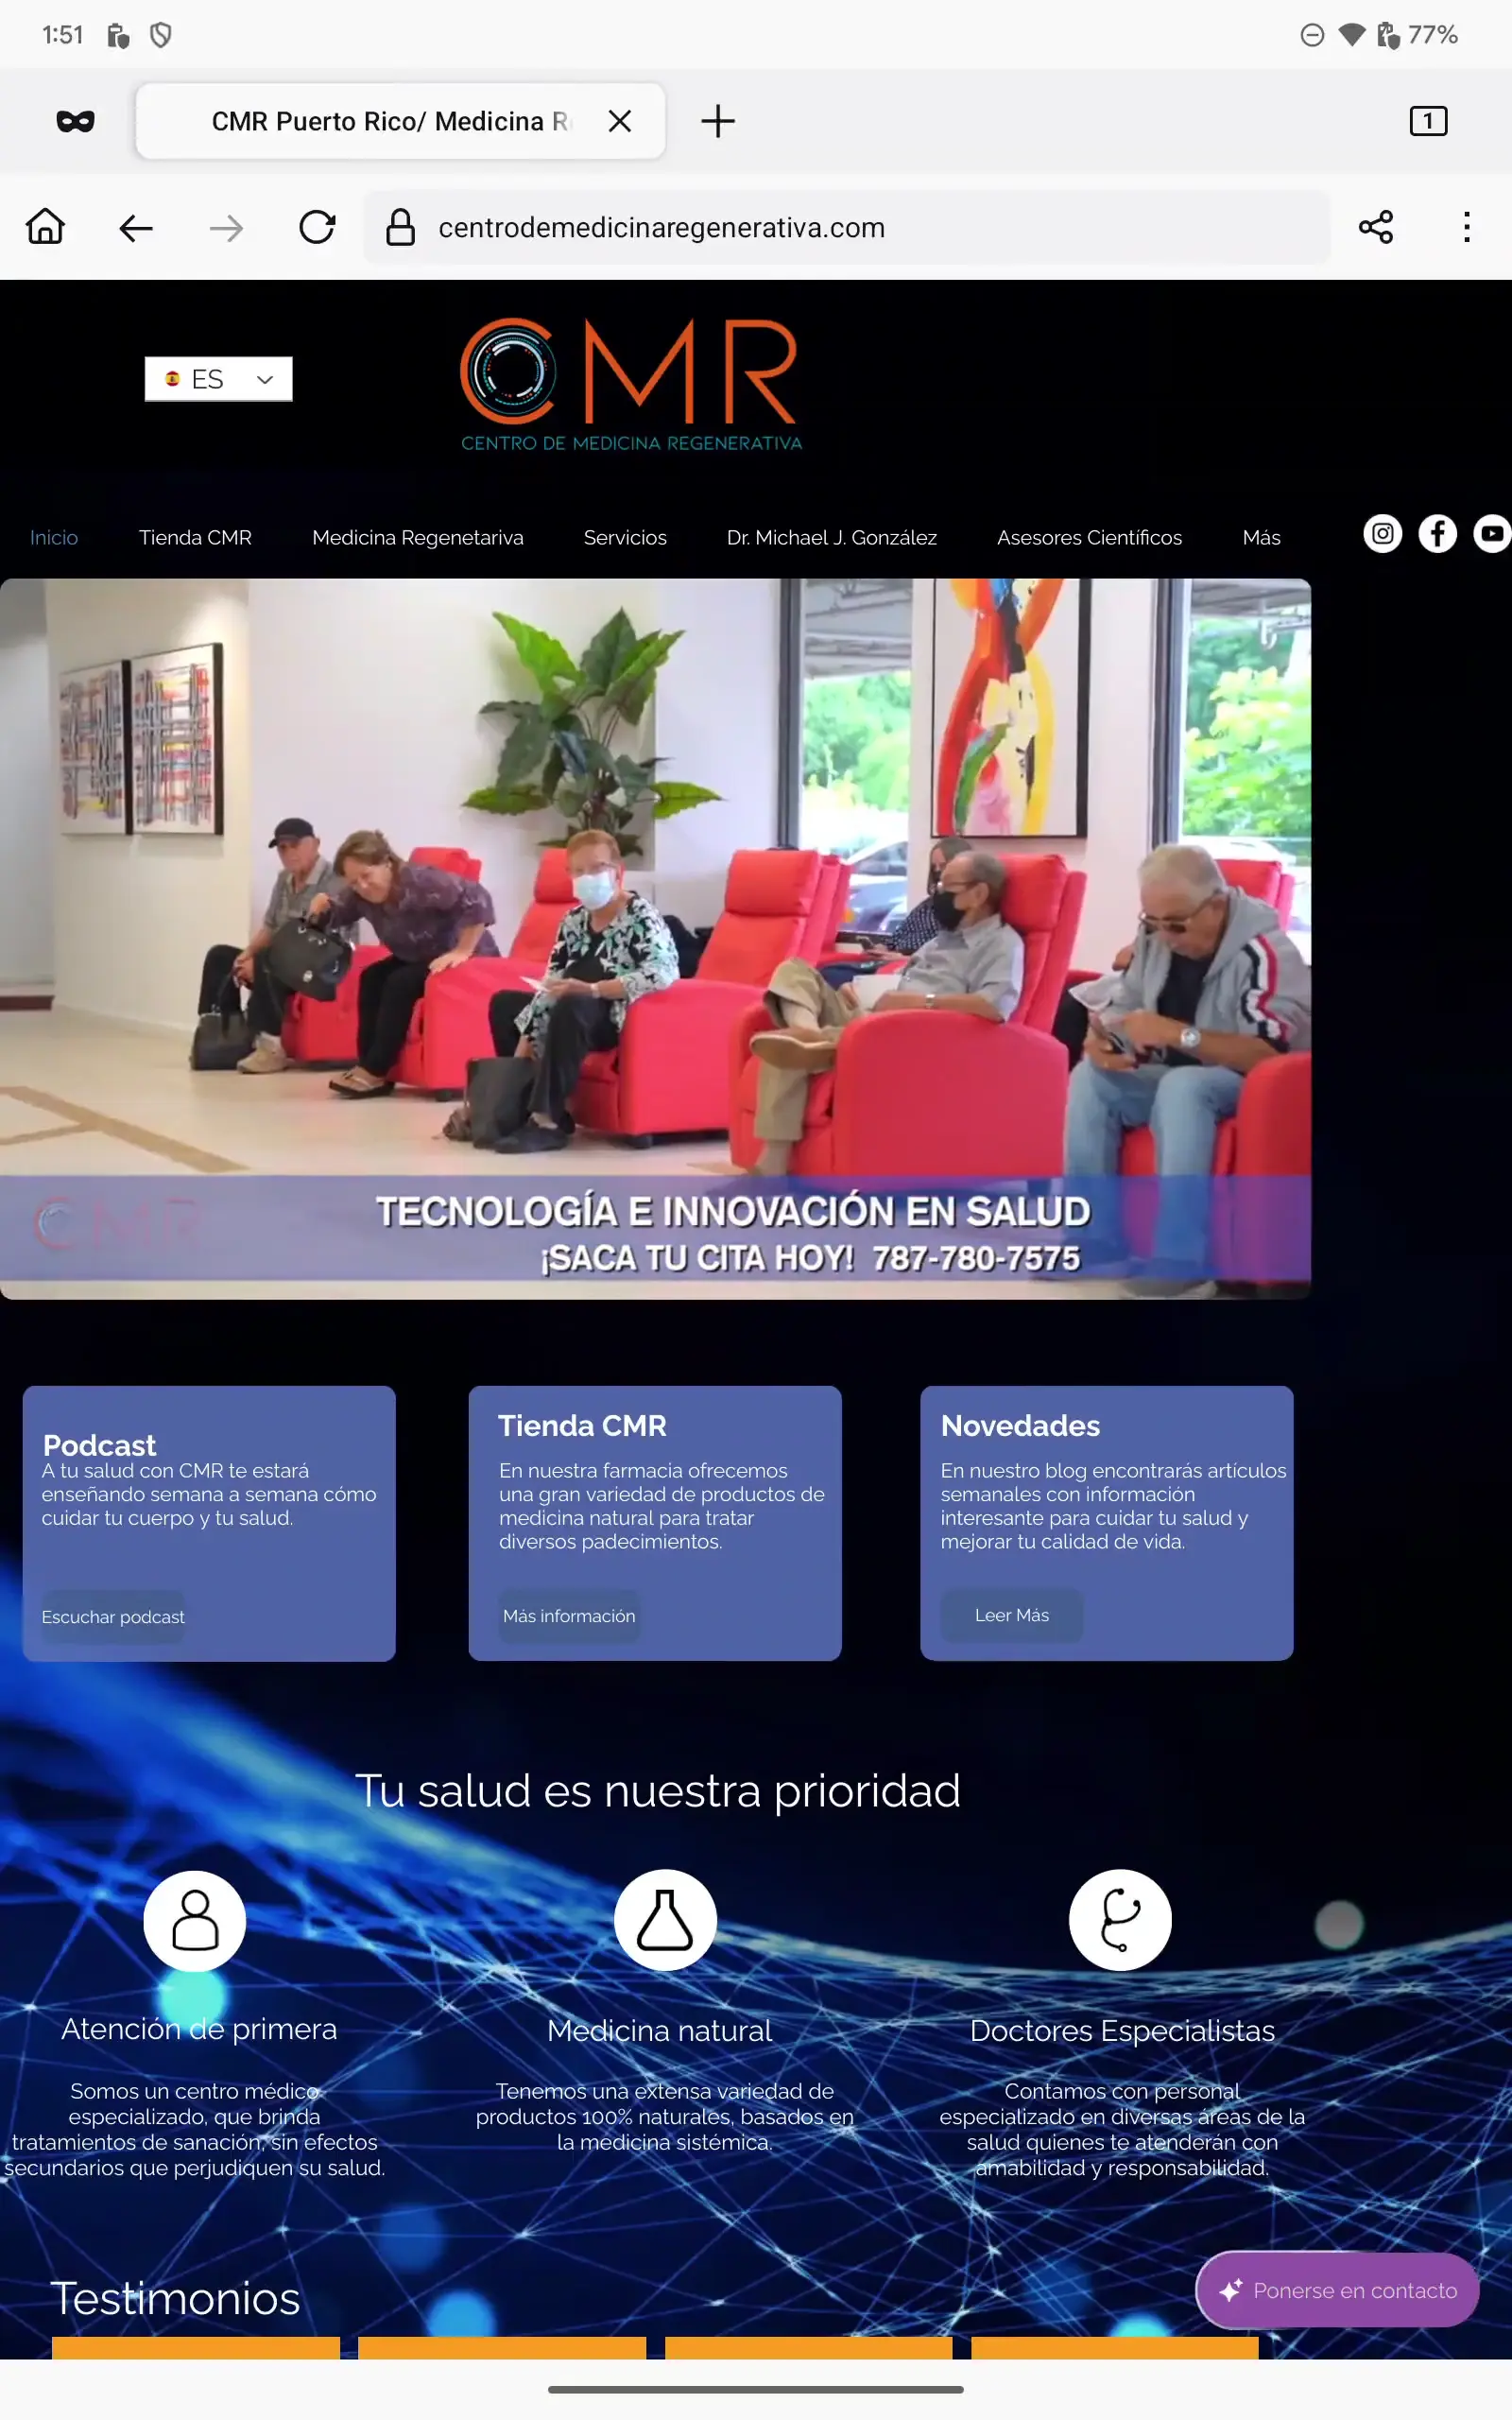 1:51
77%
CMR Puerto Rico/ Medicina R
1
centrodemedicinaregenerativa.com
ES
CMR
CENTRO DE MEDICINA REGENERATIVA
Inicio
Tienda CMR
Medicina Regenetariva
Servicios
Dr. Michael J. González
Asesores Científicos
Más
CMR
TECNOLOGÍA E INNOVACIÓN EN SALUD
¡SACA TU CITA HOY! 787-780-7575
Podcast
A tu salud con CMR te estará
enseñando semana a semana cómo
cuidar tu cuerpo y tu salud.
Escuchar podcast
Tienda CMR
En nuestra farmacia ofrecemos
una gran variedad de productos de
medicina natural para tratar
diversos padecimientos.
Más información
Novedades
En nuestro blog encontrarás artículos
semanales con información
interesante para cuidar tu salud y
mejorar tu calidad de vida.
Leer Más
Tu salud es nuestra prioridad
Atención de primera
Somos un centro médico
especializado, que brinda
tratamientos de sanación, sin efectos
secundarios que perjudiquen su salud.
Medicina natural
Tenemos una extensa variedad de
productos 100% naturales, basados en
la medicina sistémica.
Doctores Especialistas
Contamos con personal
especializado en diversas áreas de la
salud quienes te atenderán con
amabilidad y responsabilidad.
Testimonios
Ponerse en contacto